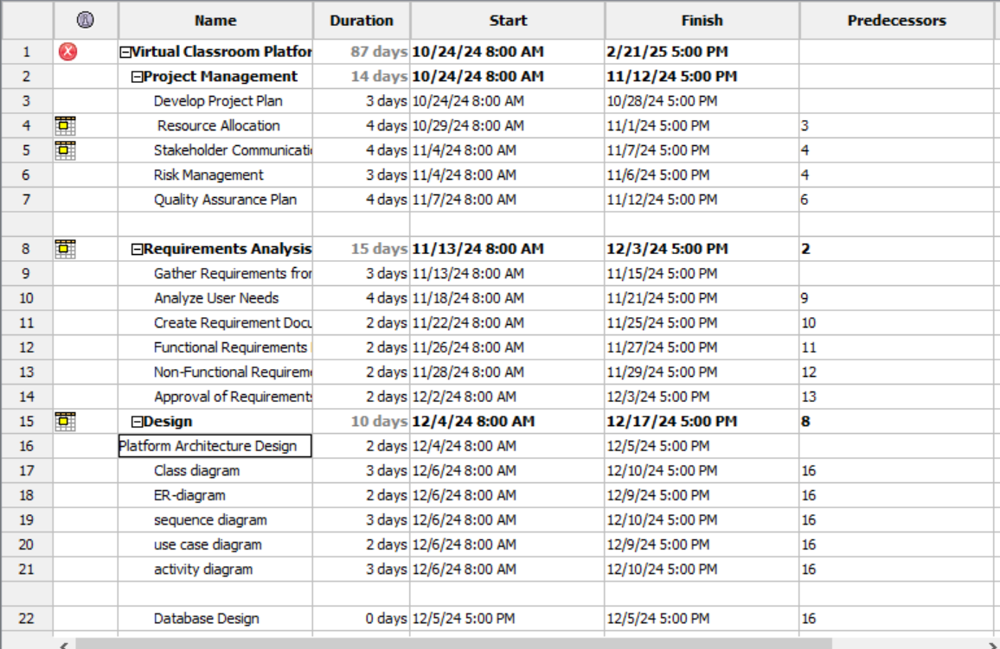 Name Duration Start Finish Predecessors
1 Virtual Classroom Platfor 87 days 10/24/24 8:00 AM 2/21/25 5:00 PM
2 Project Management 14 days 10/24/24 8:00 AM 11/12/24 5:00 PM
3 Develop Project Plan 3 days 10/24/24 8:00 AM 10/28/24 5:00 PM
4 Resource Allocation 4 days 10/29/24 8:00 AM 11/1/24 5:00 PM 3
5 Stakeholder Communicati 4 days 11/4/24 8:00 AM 11/7/24 5:00 PM 4
6 Risk Management 3 days 11/4/24 8:00 AM 11/6/24 5:00 PM 4
7 Quality Assurance Plan 4 days 11/7/24 8:00 AM 11/12/24 5:00 PM 6
8 Requirements Analysis 15 days 11/13/24 8:00 AM 12/3/24 5:00 PM 2
9 Gather Requirements from 3 days 11/13/24 8:00 AM 11/15/24 5:00 PM
10 Analyze User Needs 4 days 11/18/24 8:00 AM 11/21/24 5:00 PM 9
11 Create Requirement Docu 2 days 11/22/24 8:00 AM 11/25/24 5:00 PM 10
12 Functional Requirements 2 days 11/26/24 8:00 AM 11/27/24 5:00 PM 11
13 Non-Functional Requireme 2 days 11/28/24 8:00 AM 11/29/24 5:00 PM 12
14 Approval of Requirements 2 days 12/2/24 8:00 AM 12/3/24 5:00 PM 13
15 Design 10 days 12/4/24 8:00 AM 12/17/24 5:00 PM 8
16 Platform Architecture Design 2 days 12/4/24 8:00 AM 12/5/24 5:00 PM
17 Class diagram 3 days 12/6/24 8:00 AM 12/10/24 5:00 PM 16
18 ER-diagram 2 days 12/6/24 8:00 AM 12/9/24 5:00 PM 16
19 sequence diagram 3 days 12/6/24 8:00 AM 12/10/24 5:00 PM 16
20 use case diagram 2 days 12/6/24 8:00 AM 12/9/24 5:00 PM 16
21 activity diagram 3 days 12/6/24 8:00 AM 12/10/24 5:00 PM 16
22 Database Design 0 days 12/5/24 5:00 PM 12/5/24 5:00 PM 16